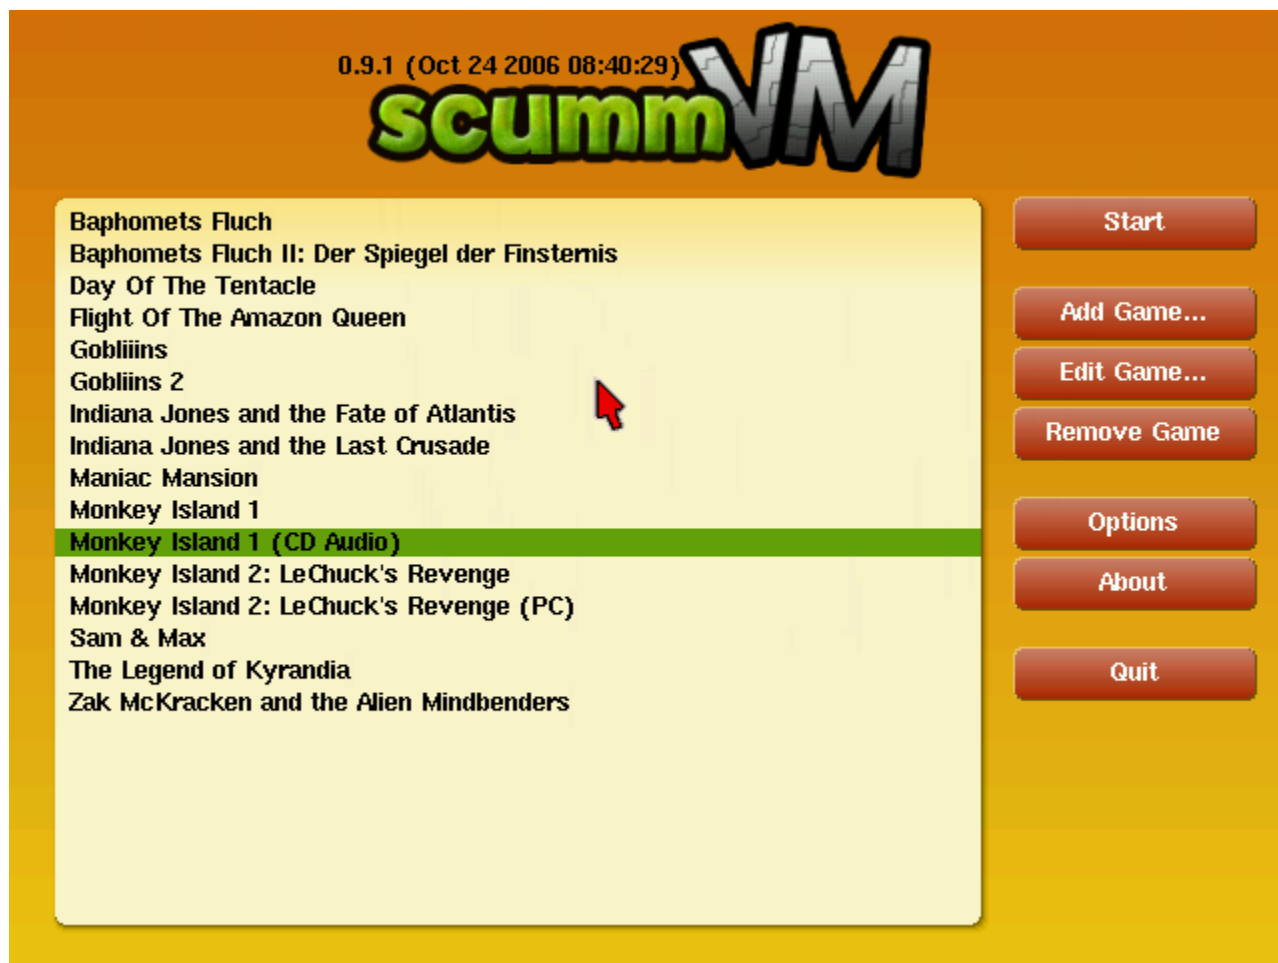 0.9.1 (Oct 24 2006 08:40:29)
scummVM
Baphomets Fluch
Baphomets Fluch II: Der Spiegel der Finsternis
Day Of The Tentacle
Flight Of The Amazon Queen
Gobliiins
Gobliins 2
Indiana Jones and the Fate of Atlantis
Indiana Jones and the Last Crusade
Maniac Mansion
Monkey Island 1
Monkey Island 1 (CD Audio)
Monkey Island 2: LeChuck's Revenge
Monkey Island 2: LeChuck's Revenge (PC)
Sam & Max
The Legend of Kyrandia
Zak McKracken and the Alien Mindbenders
Start
Add Game...
Edit Game...
Remove Game
Options
About
Quit